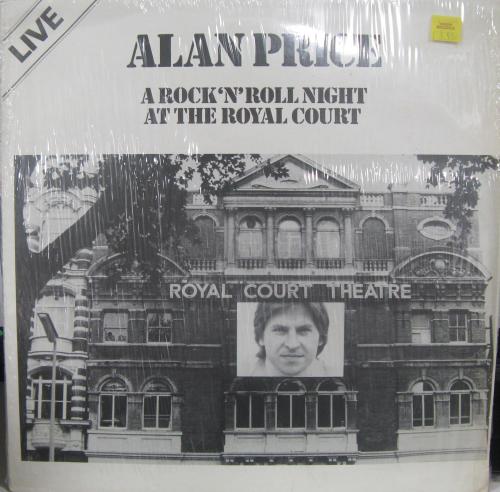 LIVE
ALAN PRICE
A ROCK 'N' ROLL NIGHT
AT THE ROYAL COURT
ROYAL COURT THEATRE